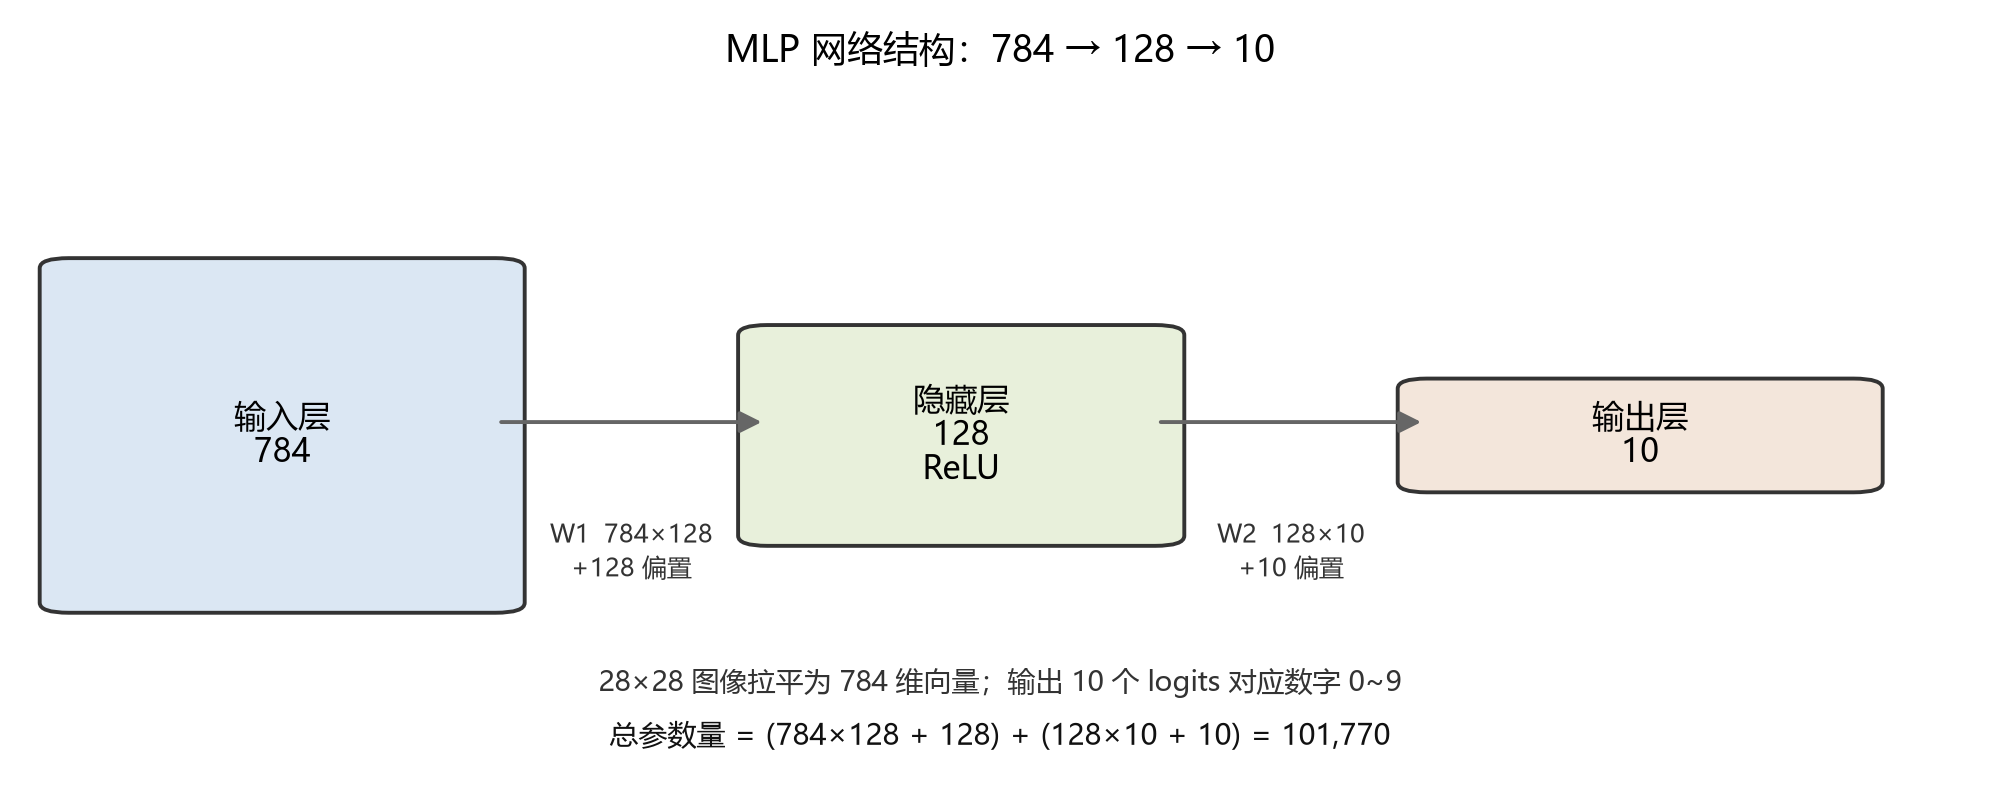 MLP 网络结构：784 → 128 → 10
输入层
784
隐藏层
128
ReLU
输出层
10
W1  784×128
+128 偏置
W2  128×10
+10 偏置
28×28 图像拉平为 784 维向量；输出 10 个 logits 对应数字 0~9
总参数量 = (784×128 + 128) + (128×10 + 10) = 101,770